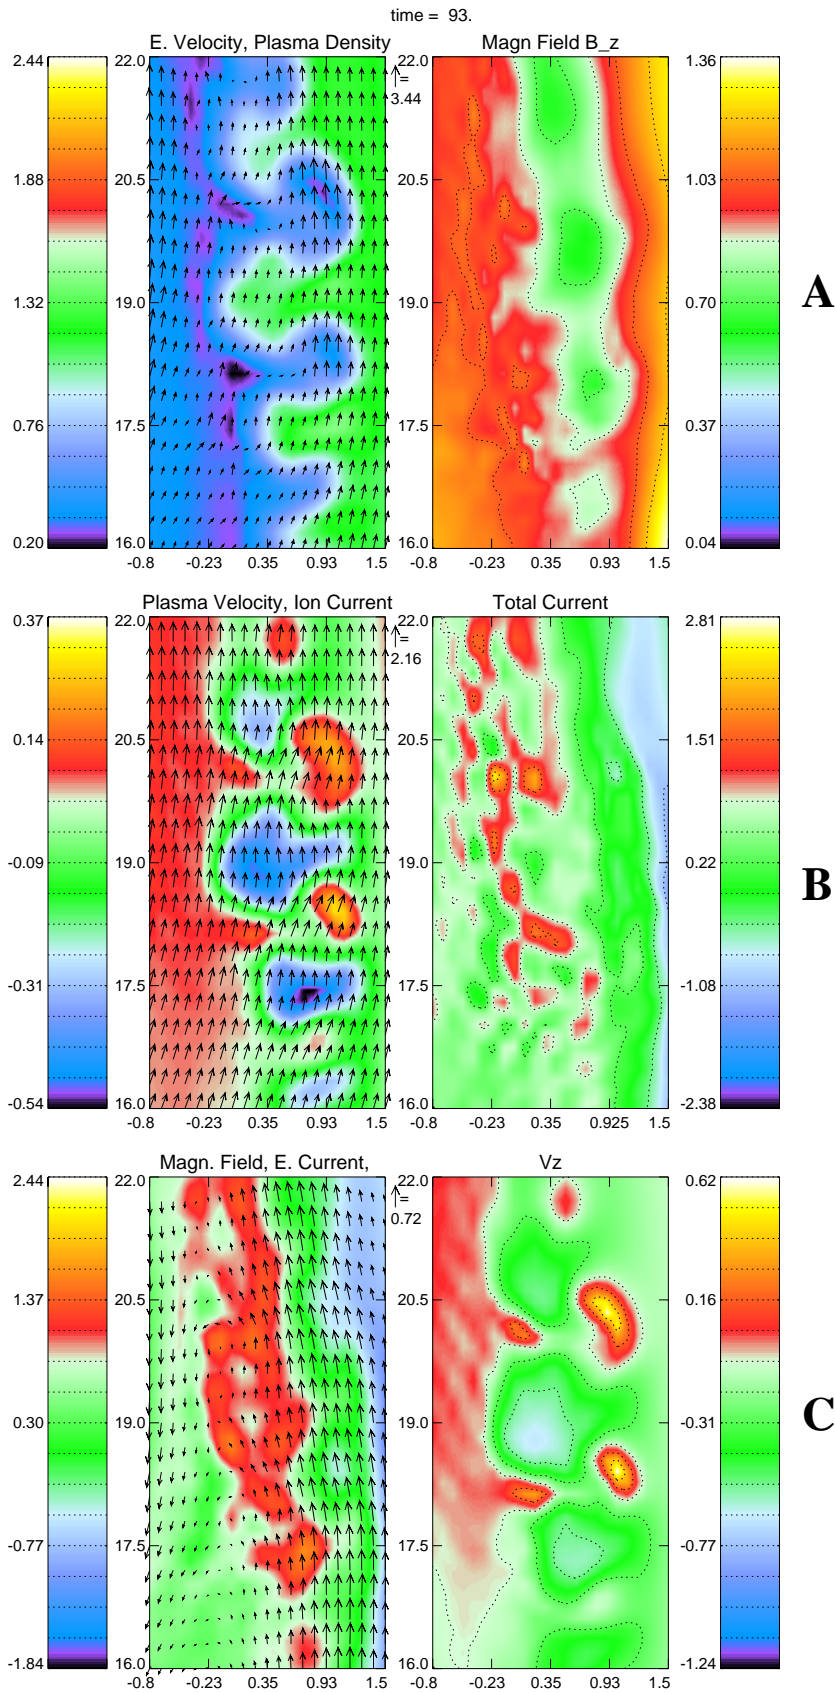 time = 93.
E. Velocity, Plasma Density Magn Field B_z
2.44 22.0 = 3.44 22.0 1.36
1.88 20.5 20.5 1.03
1.32 19.0 19.0 0.70 A
0.76 17.5 17.5 0.37
0.20 16.0 16.0 0.04
-0.8 -0.23 0.35 0.93 1.5 -0.8 -0.23 0.35 0.93 1.5
Plasma Velocity, Ion Current Total Current
0.37 22.0 = 2.16 22.0 2.81
0.14 20.5 20.5 1.51
-0.09 19.0 19.0 0.22 B
-0.31 17.5 17.5 -1.08
-0.54 16.0 16.0 -2.38
-0.8 -0.23 0.35 0.93 1.5 -0.8 -0.23 0.35 0.925 1.5
Magn. Field, E. Current, Vz
2.44 22.0 = 0.72 22.0 0.62
1.37 20.5 20.5 0.16
0.30 19.0 19.0 -0.31 C
-0.77 17.5 17.5 -0.77
-1.84 16.0 16.0 -1.24
-0.8 -0.23 0.35 0.93 1.5 -0.8 -0.23 0.35 0.93 1.5